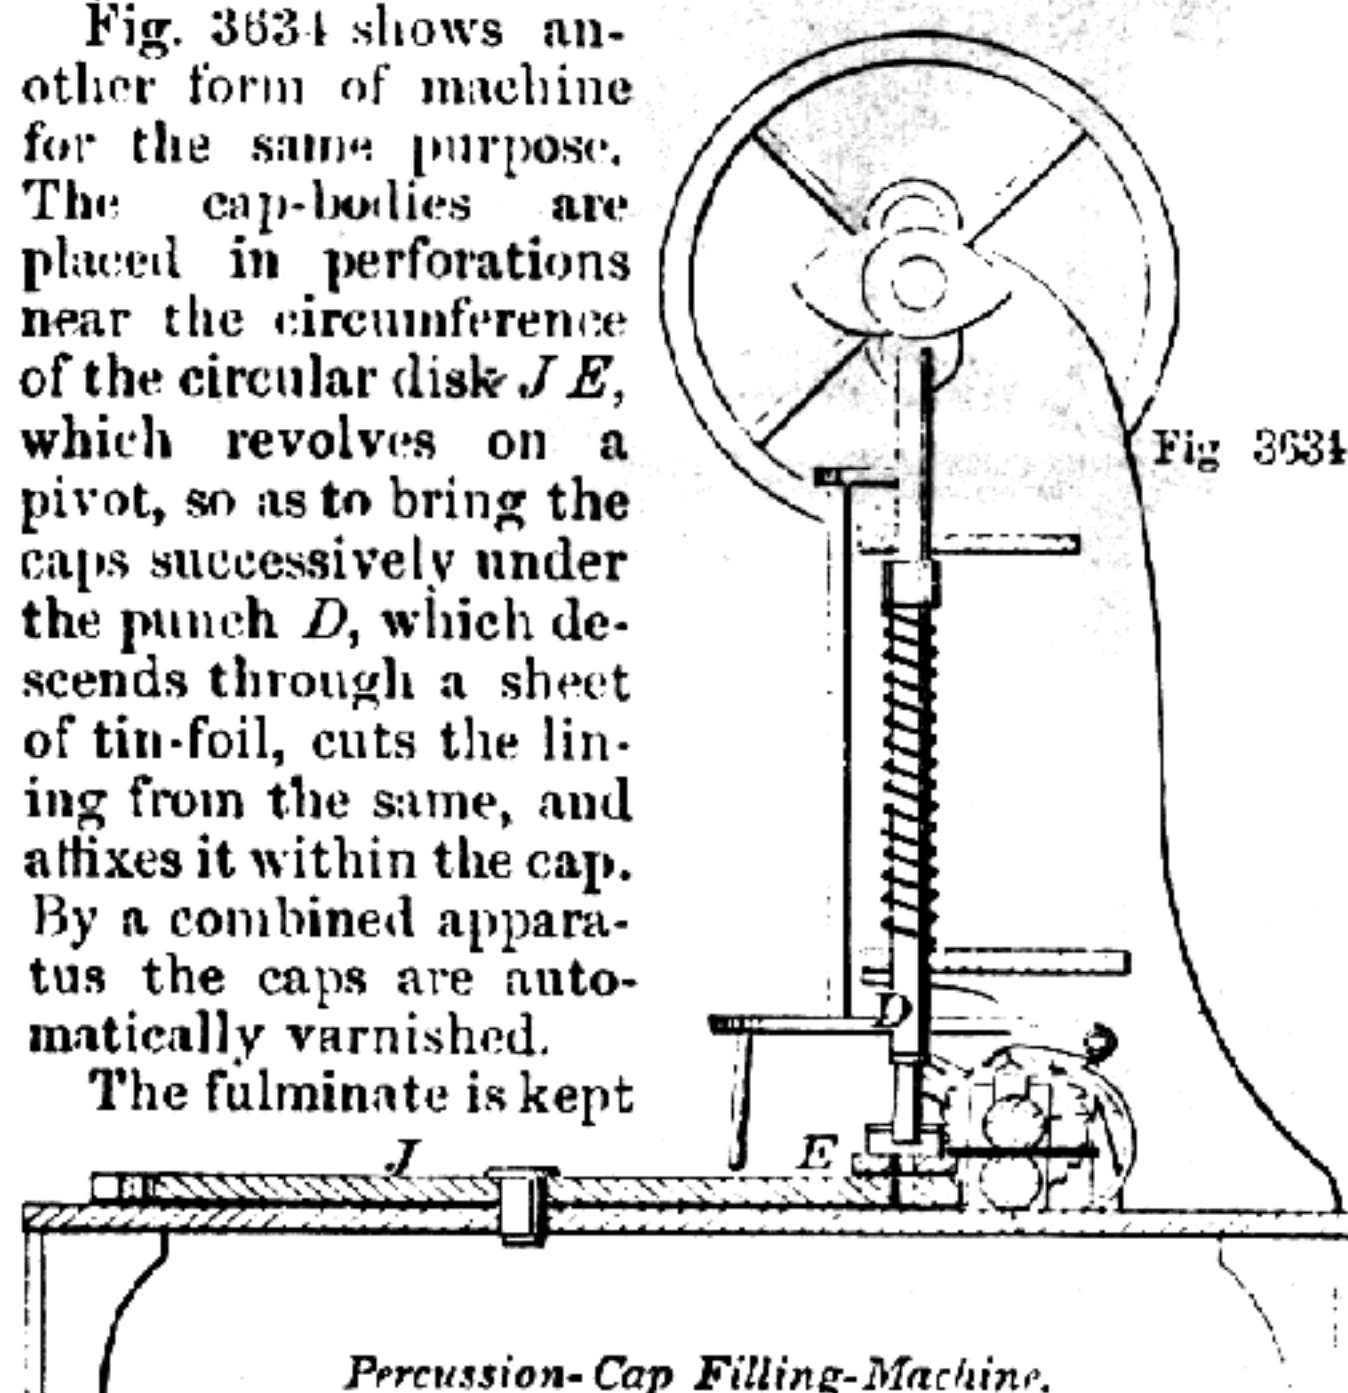 Fig. 3634 shows an-
other form of machine
for the same purpose.
The cap-bodies are
placed in perforations
near the circumference
of the circular disk J E,
which revolves on a
pivot, so as to bring the
caps successively under
the punch D, which de-
scends through a sheet
of tin-foil, cuts the lin-
ing from the same, and
affixes it within the cap.
By a combined appara-
tus the caps are auto-
matically varnished.
The fulminate is kept
Fig 3634
D
J
E
Percussion-Cap Filling-Machine.